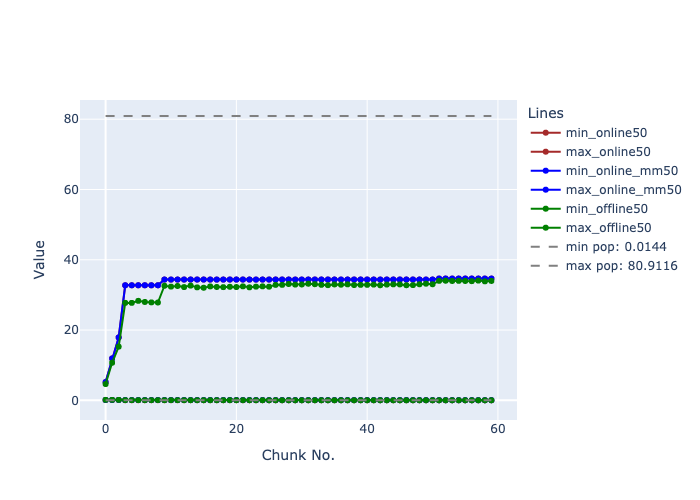 Lines
min_online50
max_online50
min_online_mm50
max_online_mm50
min_offline50
max_offline50
min pop: 0.0144
max pop: 80.9116
Value
80
60
40
20
0
0
20
40
60
Chunk No.